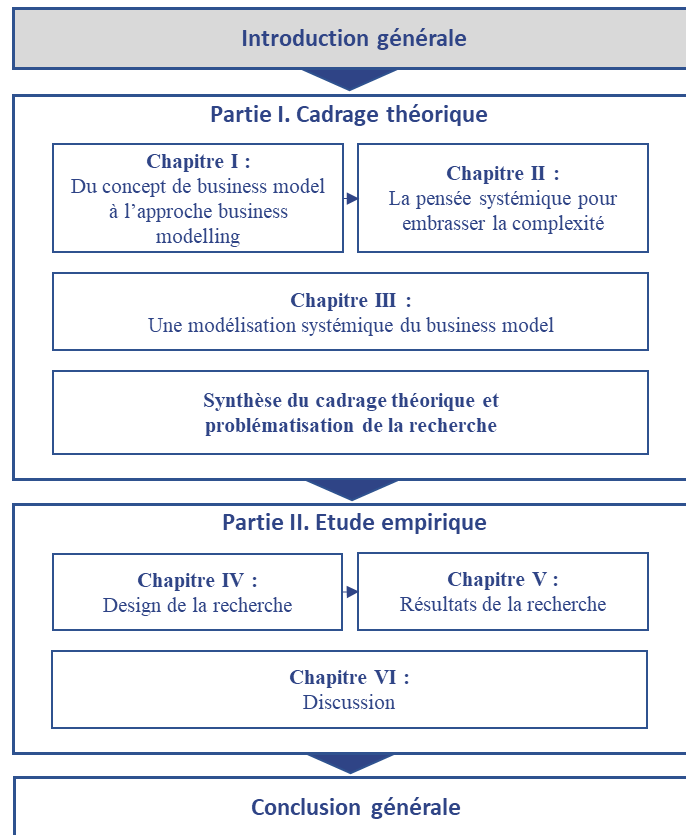 Introduction générale
Partie I. Cadrage théorique
Chapitre I :
Du concept de business model
à l'approche business
modelling
Chapitre II :
La pensée systémique pour
embrasser la complexité
Chapitre III :
Une modélisation systémique du business model
Synthèse du cadrage théorique et
problématisation de la recherche
Partie II. Etude empirique
Chapitre IV :
Design de la recherche
Chapitre V :
Résultats de la recherche
Chapitre VI :
Discussion
Conclusion générale